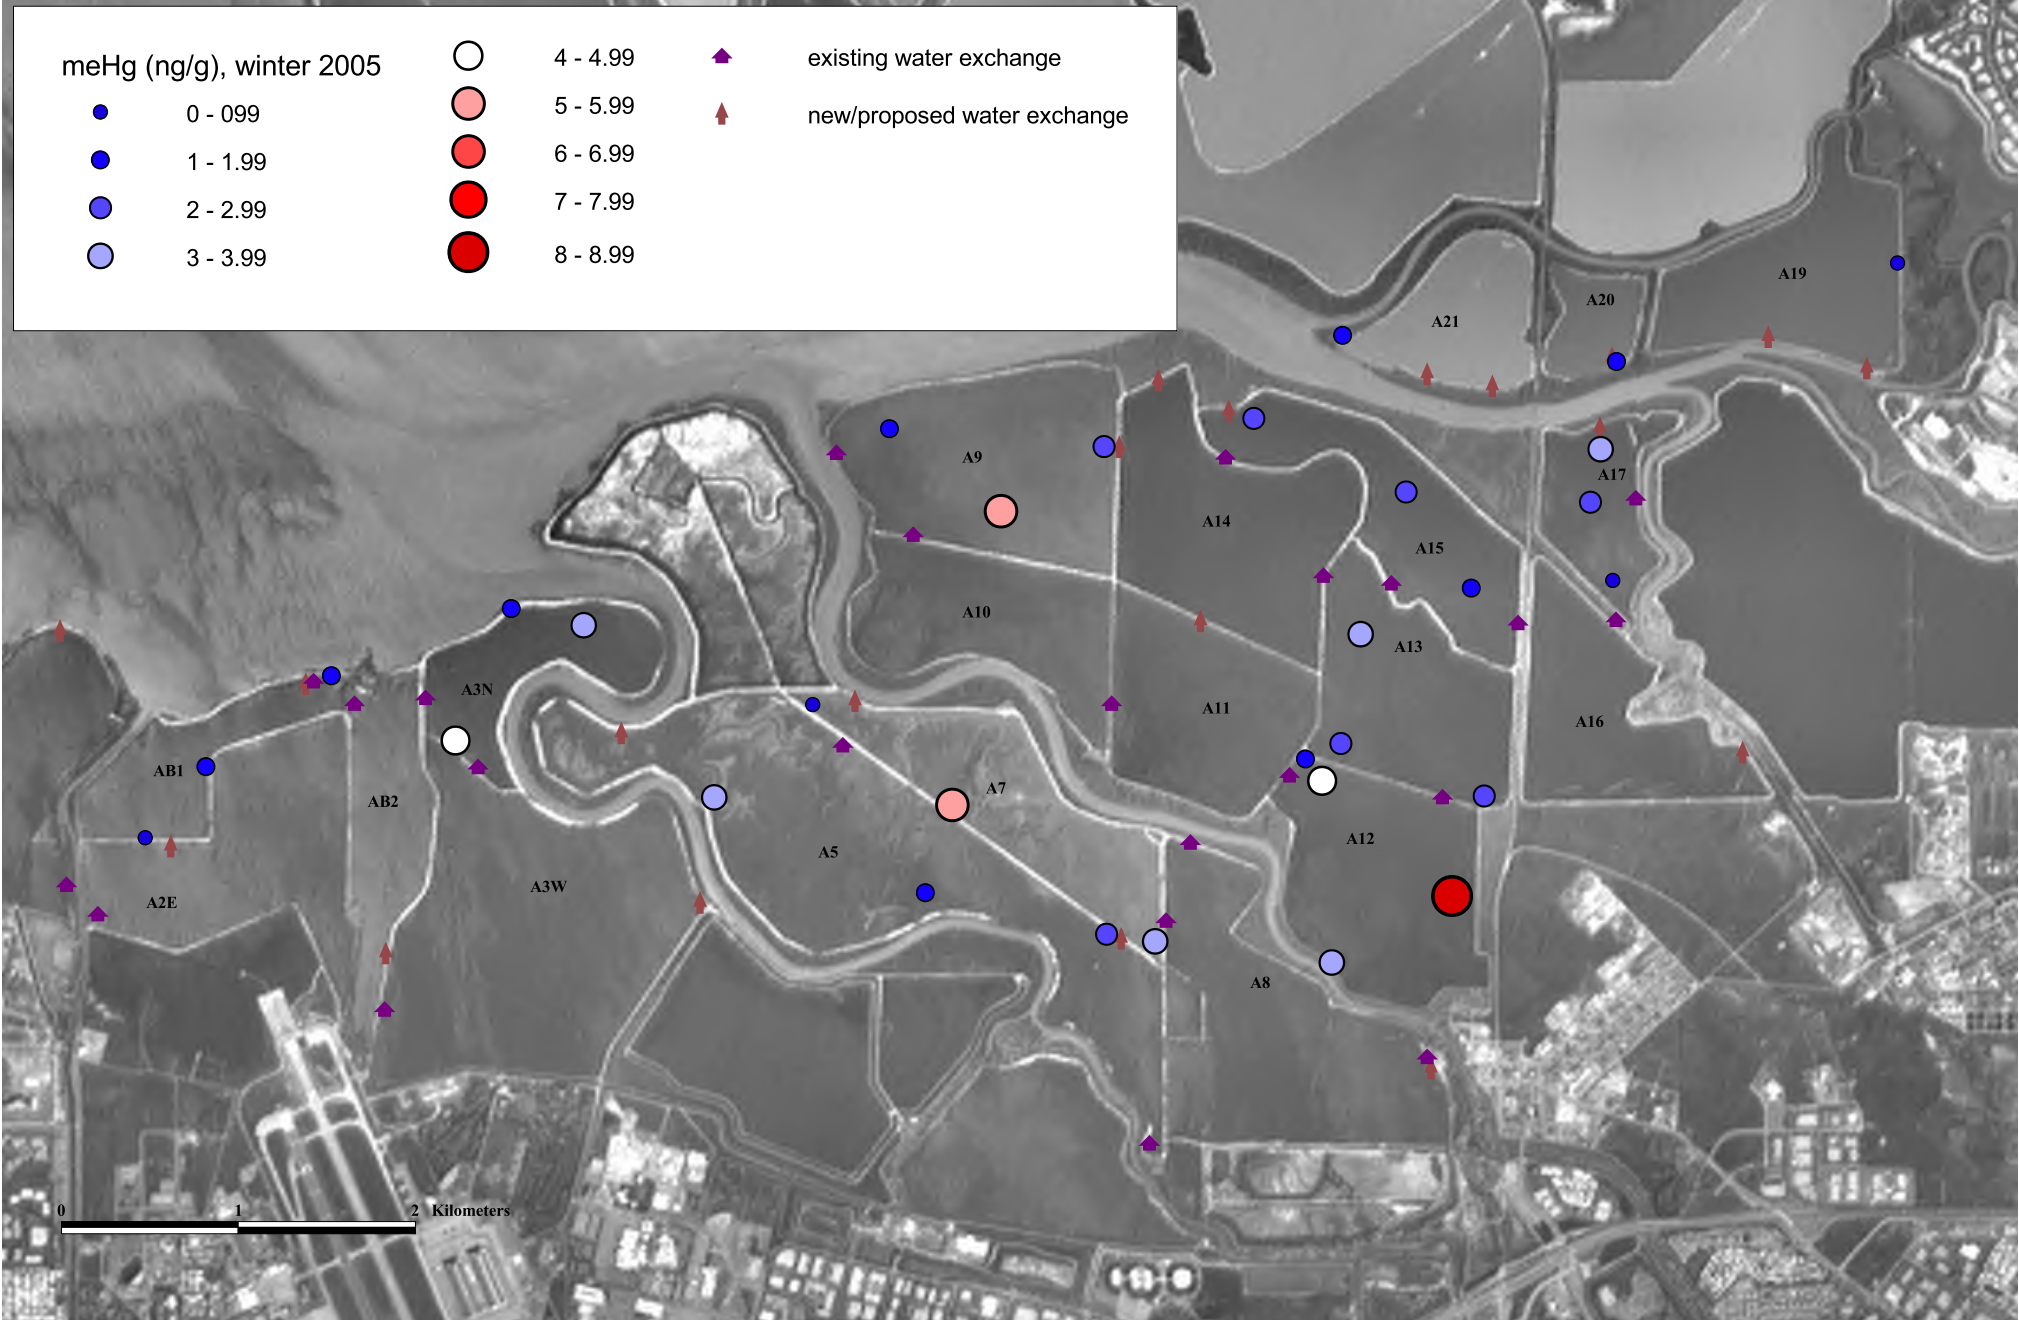 meHg (ng/g), winter 2005
0 - 099
1 - 1.99
2 - 2.99
3 - 3.99
4 - 4.99
5 - 5.99
6 - 6.99
7 - 7.99
8 - 8.99
existing water exchange
new/proposed water exchange
A19
A20
A21
A9
A17
A14
A15
A10
A13
A3N
A11
A16
AB1
AB2
A7
A12
A5
A3W
A2E
A8
0 1 2 Kilometers